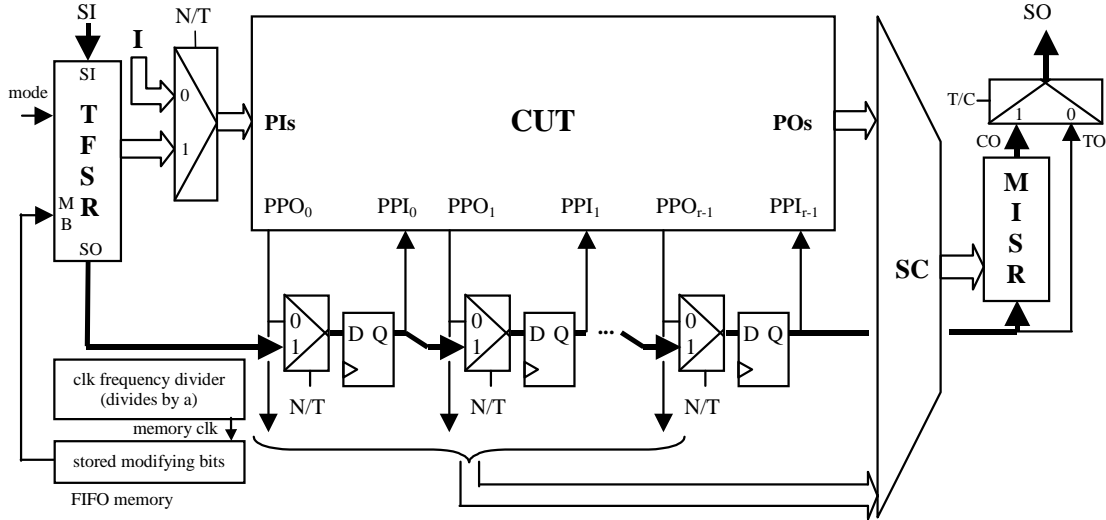 SI
N/T
I
SO
SI
mode
T
F
S
R
M
B
SO
0
1
PIs
CUT
POs
PPO0
PPI0
PPO1
PPI1
PPOr-1
PPIr-1
T/C
1
0
CO
TO
M
I
S
R
SC
0
1
D Q
0
1
D Q
...
0
1
D Q
N/T
N/T
N/T
clk frequency divider
(divides by a)
memory clk
stored modifying bits
FIFO memory